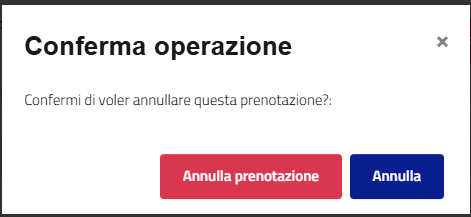 Conferma operazione
×
Confermi di voler annullare questa prenotazione?:
Annulla prenotazione
Annulla